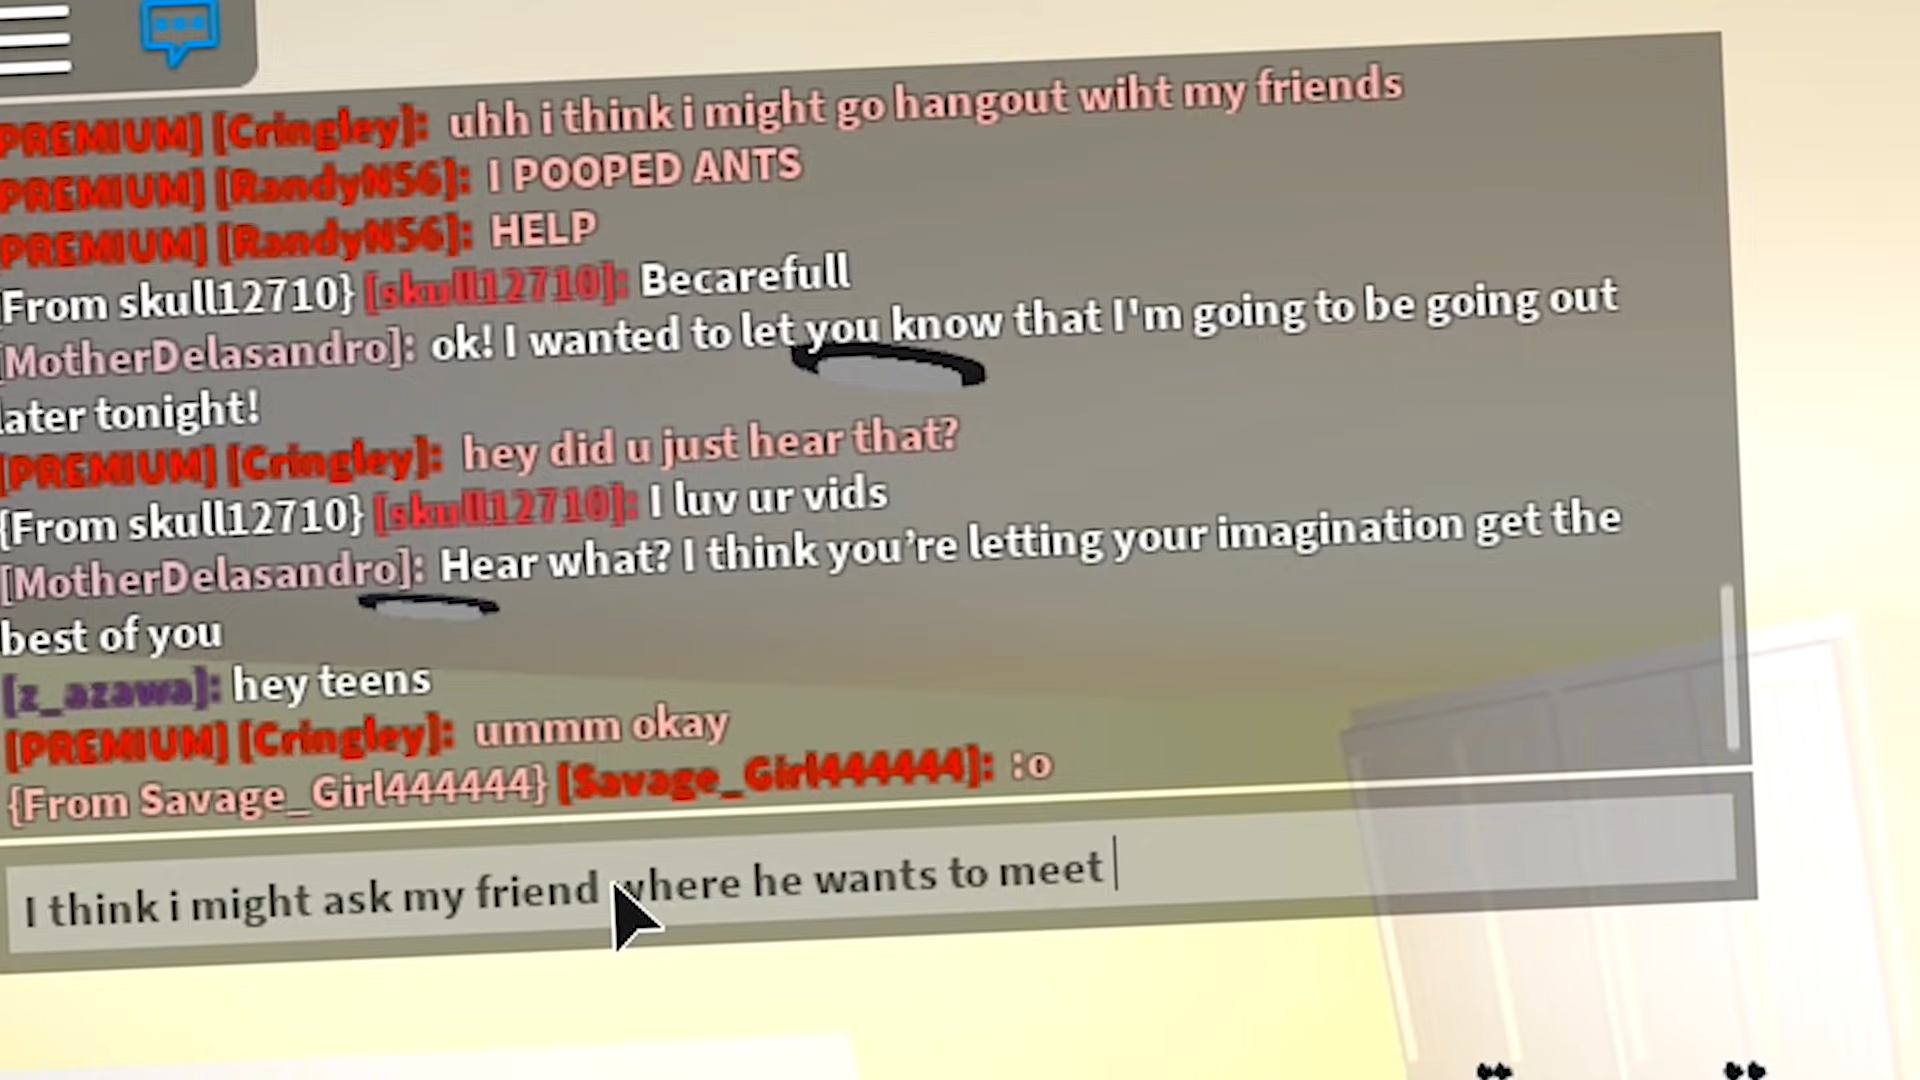 PREMIUM] [Cringley]: uhh i think i might go hangout wiht my friends
PREMIUM] [RandyN56]: I POOPED ANTS
PREMIUM] [RandyN56]: HELP
{From skull12710} [skull12710]: Becarefull
[MotherDelasandro]: ok! I wanted to let you know that I'm going to be going out
later tonight!
[PREMIUM] [Cringley]: hey did u just hear that?
{From skull12710} [skull12710]: I luv ur vids
[MotherDelasandro]: Hear what? I think you’re letting your imagination get the
best of you
[z_azawa]: hey teens
[PREMIUM] [Cringley]: ummm okay
{From Savage_Girl444444} [Savage_Girl444444]: :o
I think i might ask my friend where he wants to meet